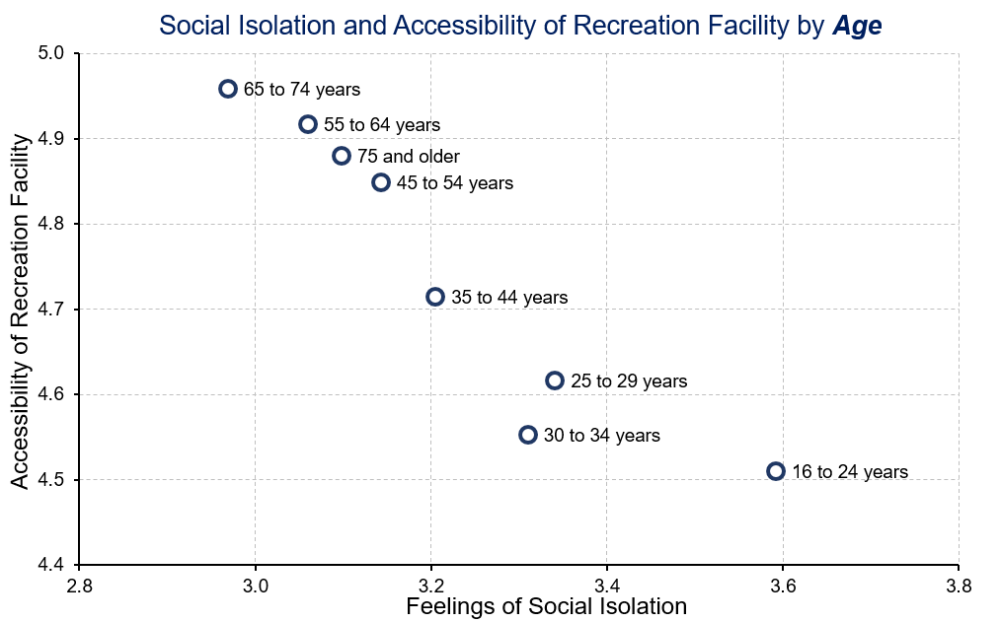 Social Isolation and Accessibility of Recreation Facility by Age
5.0
65 to 74 years
55 to 64 years
4.9
75 and older
45 to 54 years
4.8
4.7
35 to 44 years
4.6
25 to 29 years
30 to 34 years
4.5
16 to 24 years
4.4
Accessibility of Recreation Facility
2.8 3.0 3.2 3.4 3.6 3.8
Feelings of Social Isolation